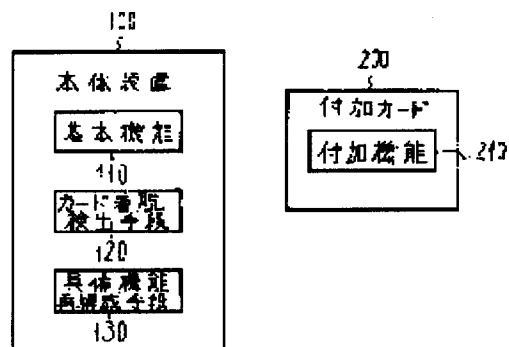 100
本体装置
基本機能
110
カード着脱
検出手段
120
具体機能
再構成手段
130
200
付加カード
付加機能
210